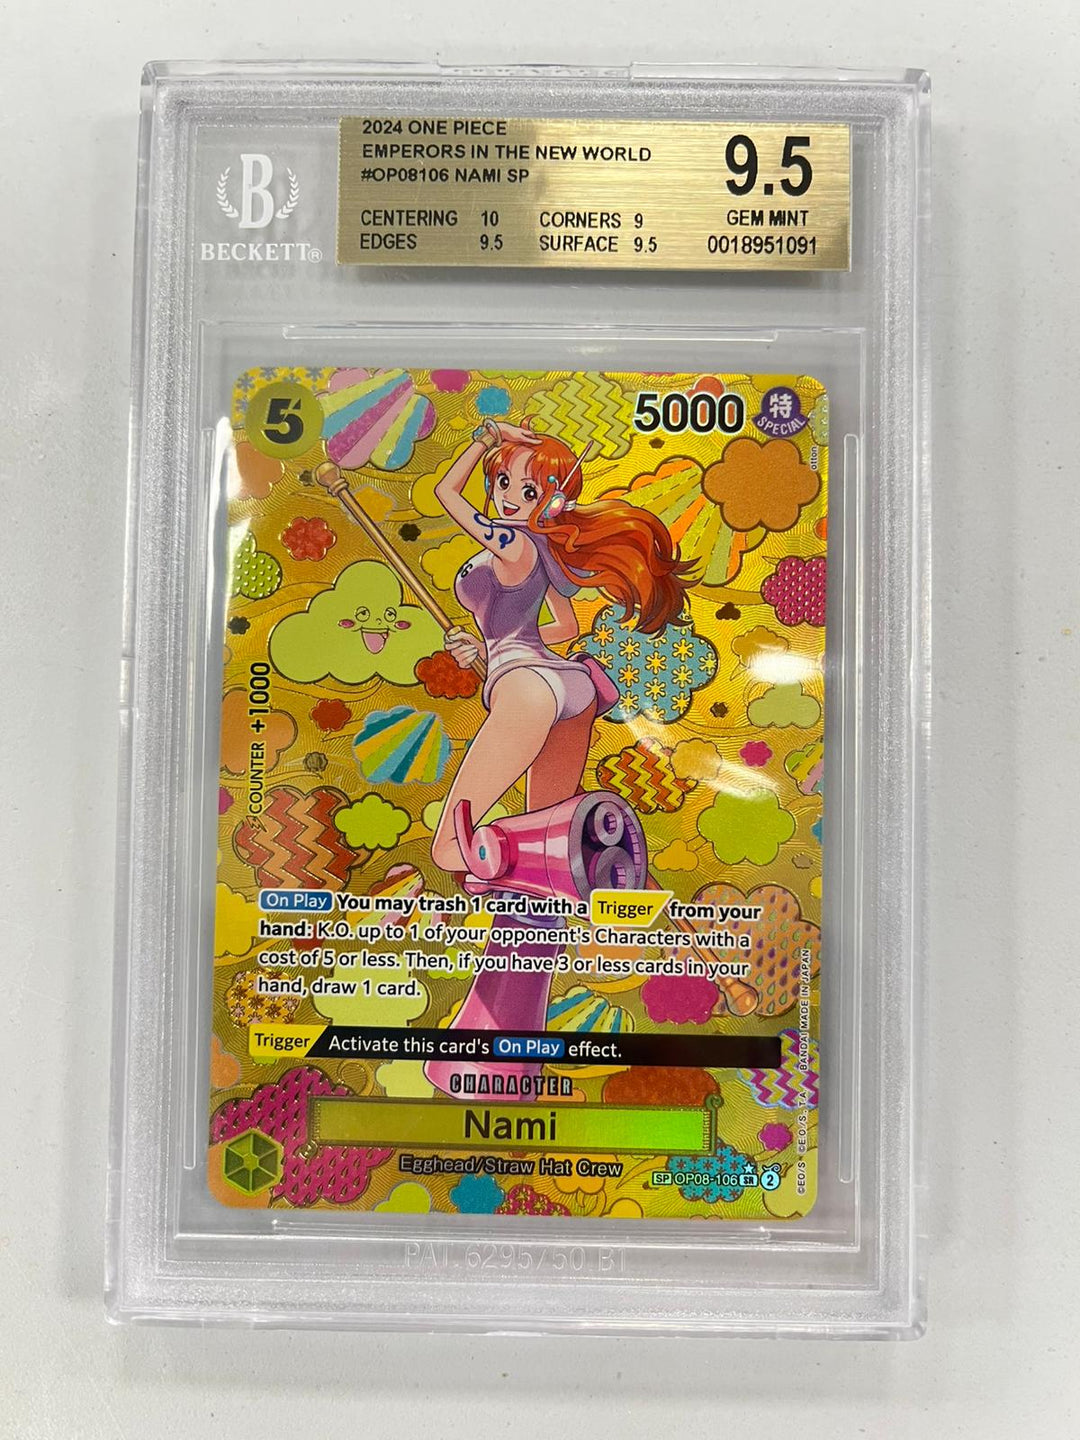 2024 ONE PIECE
EMPERORS IN THE NEW WORLD
#OP08106 NAMI SP
9.5
GEM MINT
CENTERING 10 CORNERS 9
EDGES 9.5 SURFACE 9.5
0018951091
B
BECKETT®
5
5000
特
SPECIAL
otton
COUNTER +1000
On Play You may trash 1 card with a Trigger from your
hand: K.O. up to 1 of your opponent's Characters with a
cost of 5 or less. Then, if you have 3 or less cards in your
hand, draw 1 card.
Trigger Activate this card's On Play effect.
CHARACTER
Nami
Egghead/Straw Hat Crew
SP OP08-106 SR 2
©E.O/S. ©E.O./S.,T.A BANDAI MADE IN JAPAN
PAT.6295750 B1